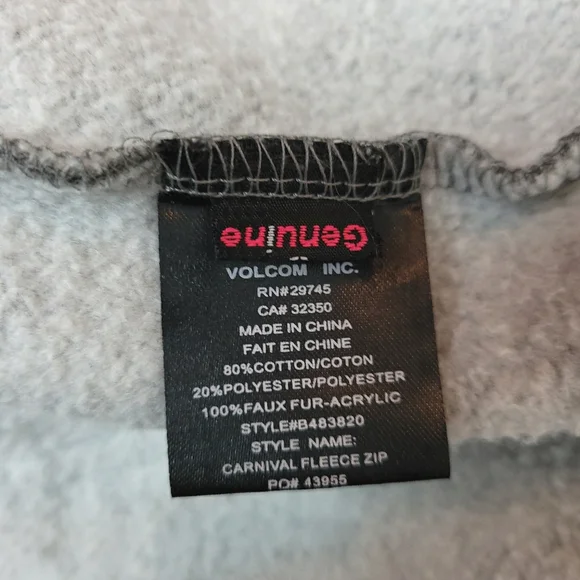 Genuine
VOLCOM INC.
RN#29745
CA# 32350
MADE IN CHINA
FAIT EN CHINE
80%COTTON/COTON
20%POLYESTER/POLYESTER
100%FAUX FUR-ACRYLIC
STYLE#B483820
STYLE NAME:
CARNIVAL FLEECE ZIP
PO# 43955